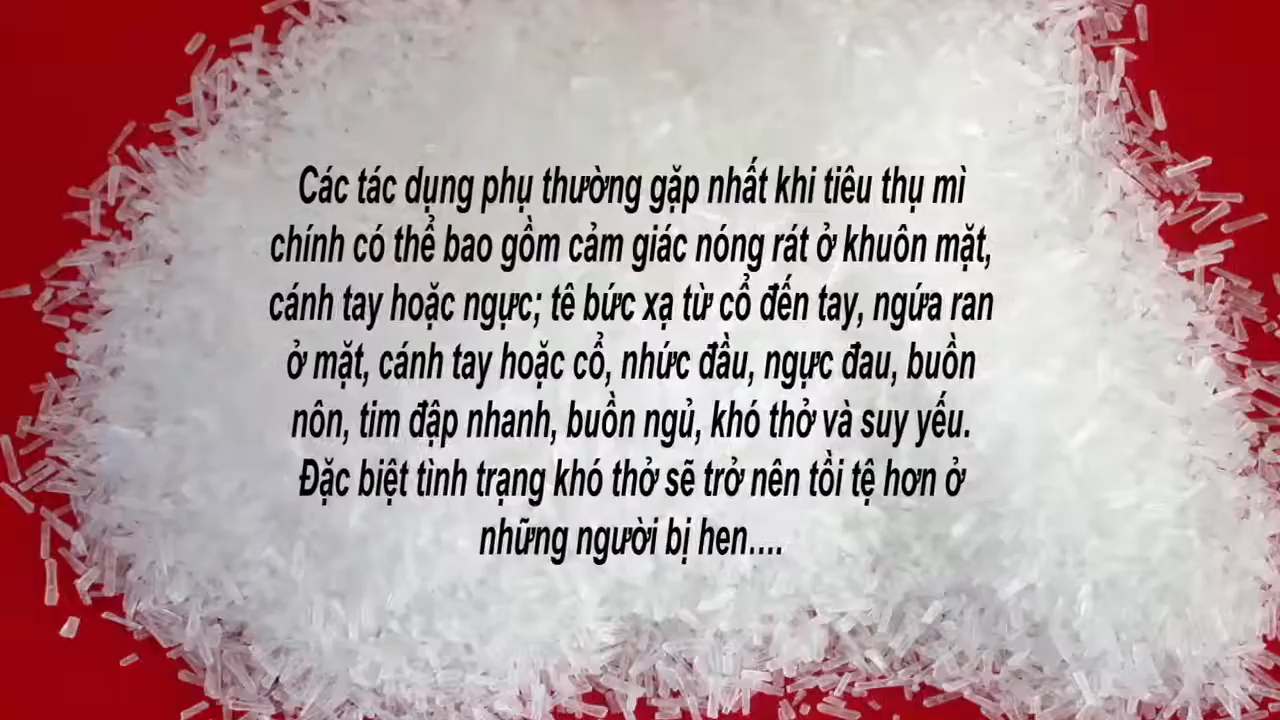 Các tác dụng phụ thường gặp nhất khi tiêu thụ mì
chính có thể bao gồm cảm giác nóng rát ở khuôn mặt,
cánh tay hoặc ngực; tê bức xạ từ cổ đến tay, ngứa ran
ở mặt, cánh tay hoặc cổ, nhức đầu, ngực đau, buồn
nôn, tim đập nhanh, buồn ngủ, khó thở và suy yếu.
Đặc biệt tình trạng khó thở sẽ trở nên tồi tệ hơn ở
những người bị hen....